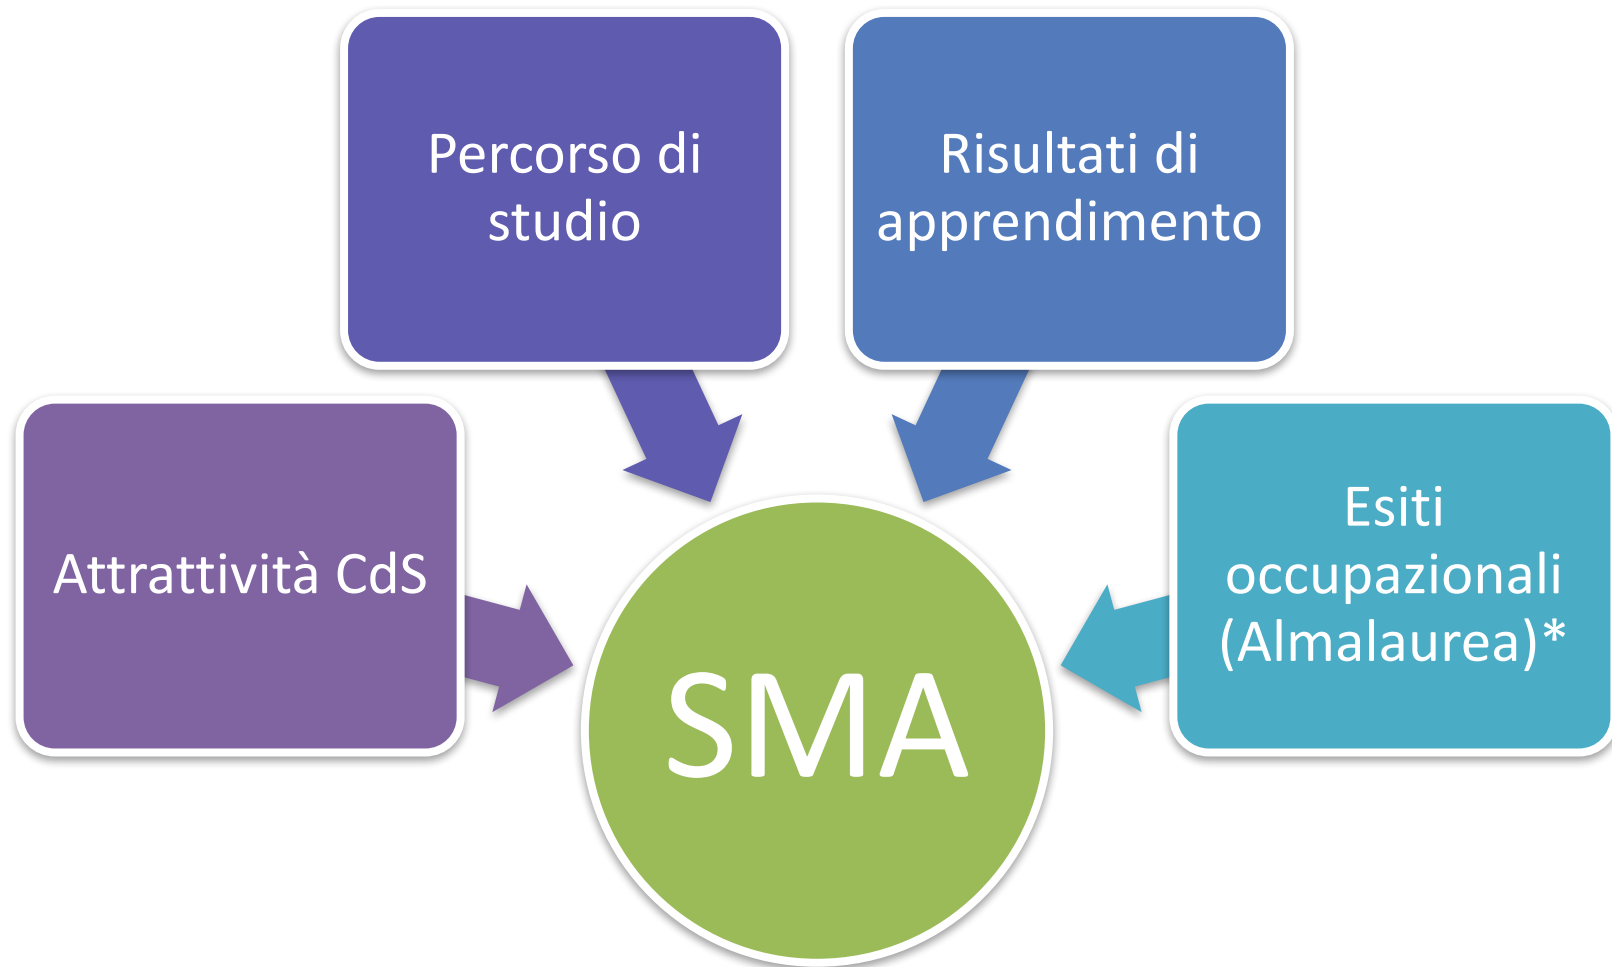 Percorso di
studio
Risultati di
apprendimento
Attrattività CdS
Esiti
occupazionali
(Almalaurea)*
SMA